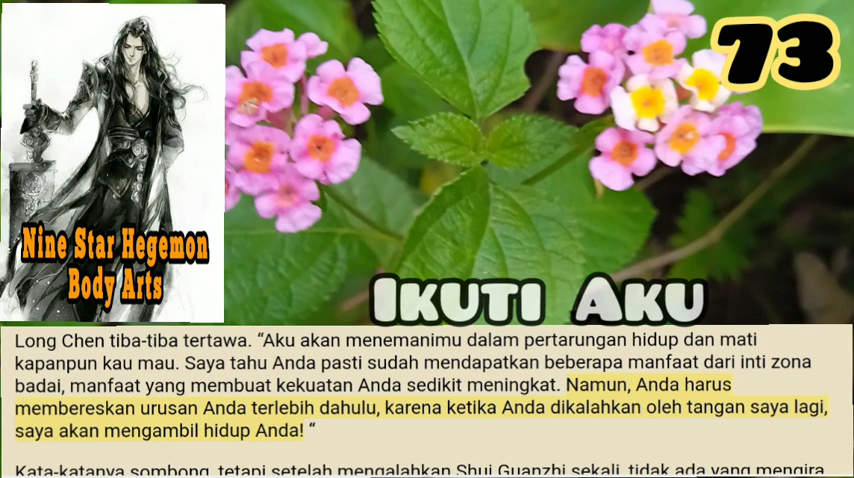 73
Nine Star Hegemon
Body Arts
Ikuti Aku
Long Chen tiba-tiba tertawa. “Aku akan menemanimu dalam pertarungan hidup dan mati
kapanpun kau mau. Saya tahu Anda pasti sudah mendapatkan beberapa manfaat dari inti zona
badai, manfaat yang membuat kekuatan Anda sedikit meningkat. Namun, Anda harus
membereskan urusan Anda terlebih dahulu, karena ketika Anda dikalahkan oleh tangan saya lagi,
saya akan mengambil hidup Anda! “
Kata-katanya sombong, tetapi setelah mengalahkan Shui Guanzhi sekali, tidak ada yang mengira